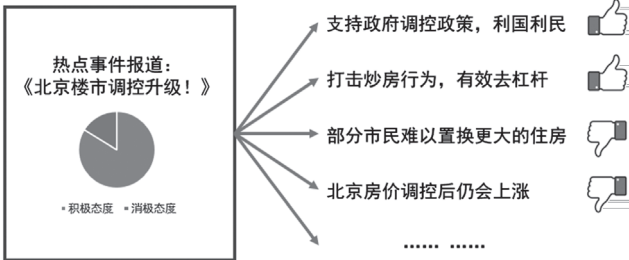 热点事件报道：
《北京楼市调控升级！》
积极态度 消极态度
支持政府调控政策，利国利民
打击炒房行为，有效去杠杆
部分市民难以置换更大的住房
北京房价调控后仍会上涨
…… ……